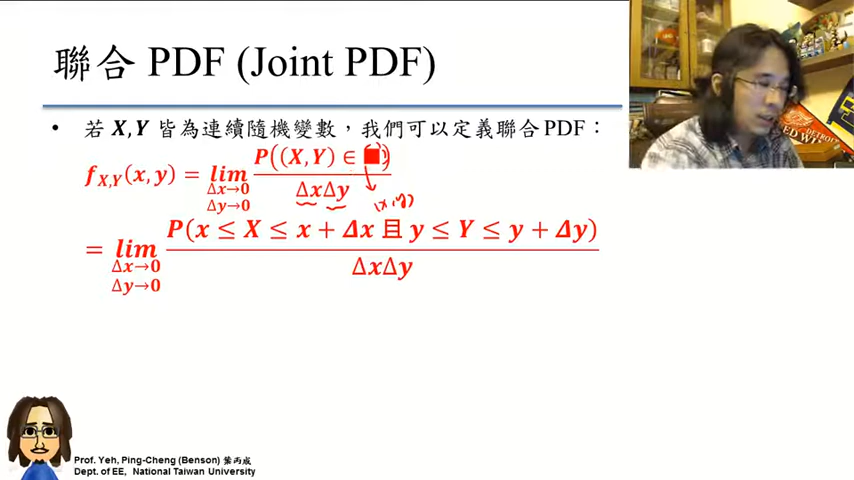 聯合 PDF (Joint PDF)
• 若 X,Y 皆為連續隨機變數，我們可以定義聯合PDF：
f_{X,Y}(x,y) = lim_{Δx→0, Δy→0} P((X,Y) ∈ ■) / ΔxΔy
(x,y)
= lim_{Δx→0, Δy→0} P(x ≤ X ≤ x + Δx 且 y ≤ Y ≤ y + Δy) / ΔxΔy
Prof. Yeh, Ping-Cheng (Benson) 葉丙成
Dept. of EE, National Taiwan University
DETROIT